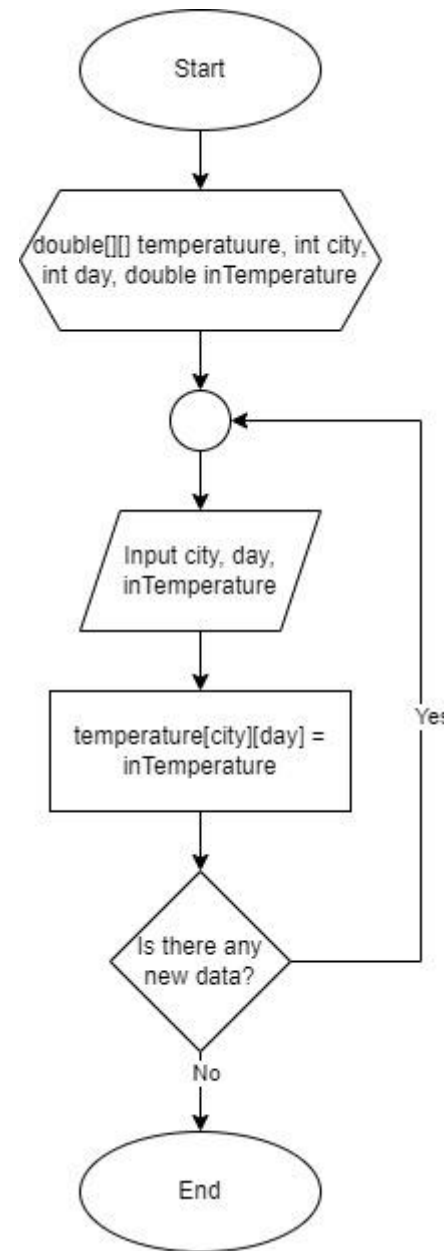 Start
double[][] temperatuure, int city,
int day, double inTemperature
Input city, day,
inTemperature
temperature[city][day] =
inTemperature
Yes
Is there any
new data?
No
End